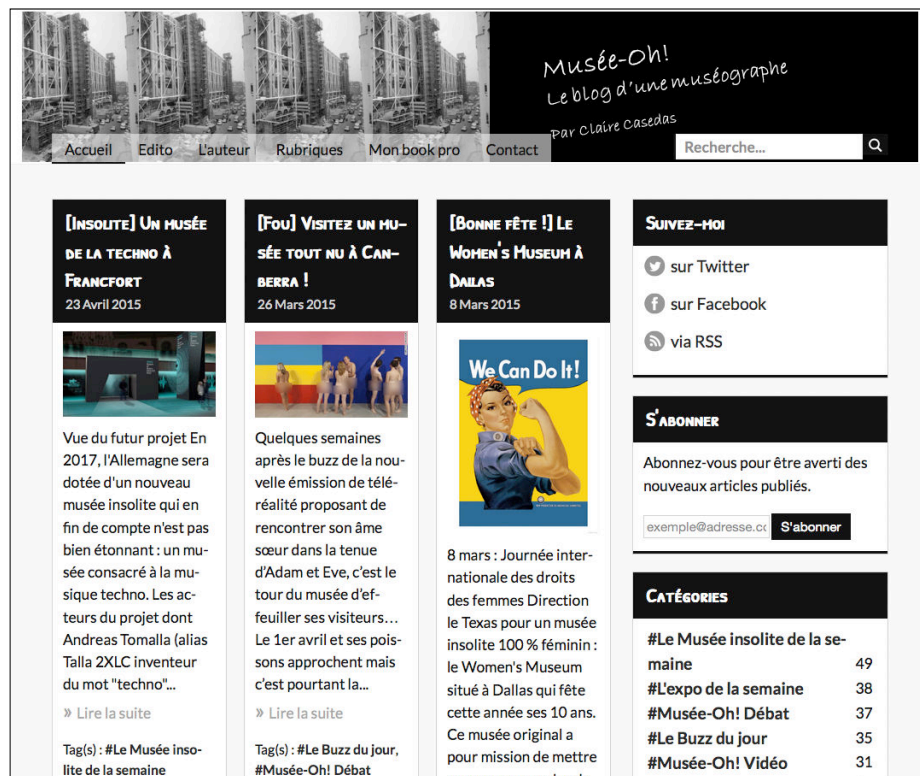 Musée-Oh!
Le blog d'une muséographe
Par Claire Casedas
Accueil Edito L'auteur Rubriques Mon book pro Contact
Recherche...
[Insolite] Un musée
de la techno à
Francfort
23 Avril 2015
Vue du futur projet En
2017, l'Allemagne sera
dotée d'un nouveau
musée insolite qui en
fin de compte n'est pas
bien étonnant : un mu-
sée consacré à la mu-
sique techno. Les ac-
teurs du projet dont
Andreas Tomalla (alias
Talla 2XLC inventeur
du mot "techno"...
» Lire la suite
Tag(s) : #Le Musée inso-
lite de la semaine
[Fou] Visitez un mu-
sée tout nu à Can-
berra !
26 Mars 2015
Quelques semaines
après le buzz de la nou-
velle émission de télé-
réalité proposant de
rencontrer son âme
sœur dans la tenue
d'Adam et Eve, c'est le
tour du musée d'ef-
feuiller ses visiteurs...
Le 1er avril et ses pois-
sons approchent mais
c'est pourtant la...
» Lire la suite
Tag(s) : #Le Buzz du jour,
#Musée-Oh! Débat
[Bonne fête !] Le
Women's Museum à
Dallas
8 Mars 2015
We Can Do It!
8 mars : Journée inter-
nationale des droits
des femmes Direction
le Texas pour un musée
insolite 100 % féminin :
le Women's Museum
situé à Dallas qui fête
cette année ses 10 ans.
Ce musée original a
pour mission de mettre
Suivez-moi
sur Twitter
sur Facebook
via RSS
S'abonner
Abonnez-vous pour être averti des
nouveaux articles publiés.
exemple@adresse.cc S'abonner
Catégories
#Le Musée insolite de la se-
maine 49
#L'expo de la semaine 38
#Musée-Oh! Débat 37
#Le Buzz du jour 35
#Musée-Oh! Vidéo 31